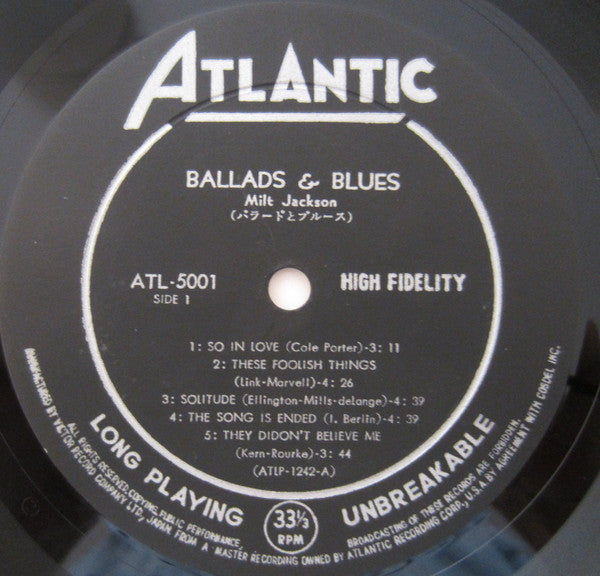 ATLANTIC
BALLADS & BLUES
Milt Jackson
(バラードとブルース)
ATL-5001
SIDE 1
HIGH FIDELITY
1: SO IN LOVE (Cole Porter)-3: 11
2: THESE FOOLISH THINGS
(Link-Marvell)-4: 26
3: SOLITUDE (Ellington-Mills-delange)-4: 39
4: THE SONG IS ENDED (I. Berlin)-4: 39
5: THEY DIDON'T BELIEVE ME
(Kern-Rourke)-3: 44
(ATLP-1242-A)
LONG PLAYING
33⅓
RPM
UNBREAKABLE
ALL RIGHTS RESERVED, COPYING, PUBLIC PERFORMANCE, BROADCASTING OF THESE RECORDS ARE FORBIDDEN.
MANUFACTURED BY VICTOR RECORD COMPANY LTD, JAPAN. FROM A MASTER RECORDING OWNED BY ATLANTIC RECORDING CORP., U.S.A. BY AGREEMENT WITH COSDEL INC.